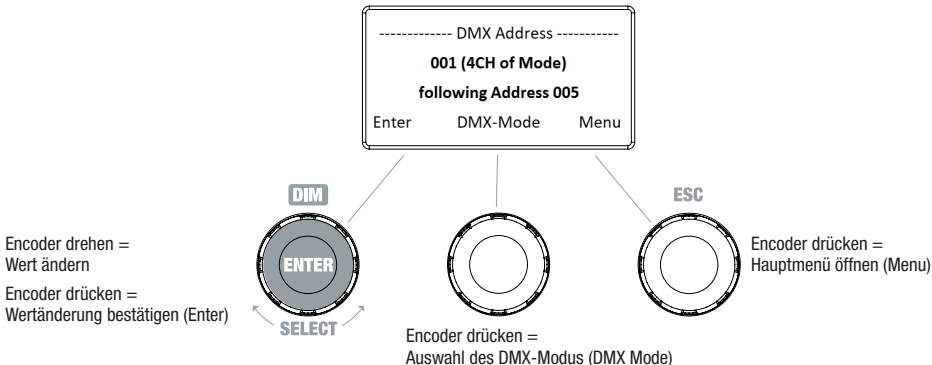 ------------- DMX Address -----------
001 (4CH of Mode)
following Address 005
Enter DMX-Mode Menu
DIM
ESC
Encoder drehen =
Wert ändern
Encoder drücken =
Wertänderung bestätigen (Enter)
ENTER
SELECT
Encoder drücken =
Hauptmenü öffnen (Menu)
Encoder drücken =
Auswahl des DMX-Modus (DMX Mode)